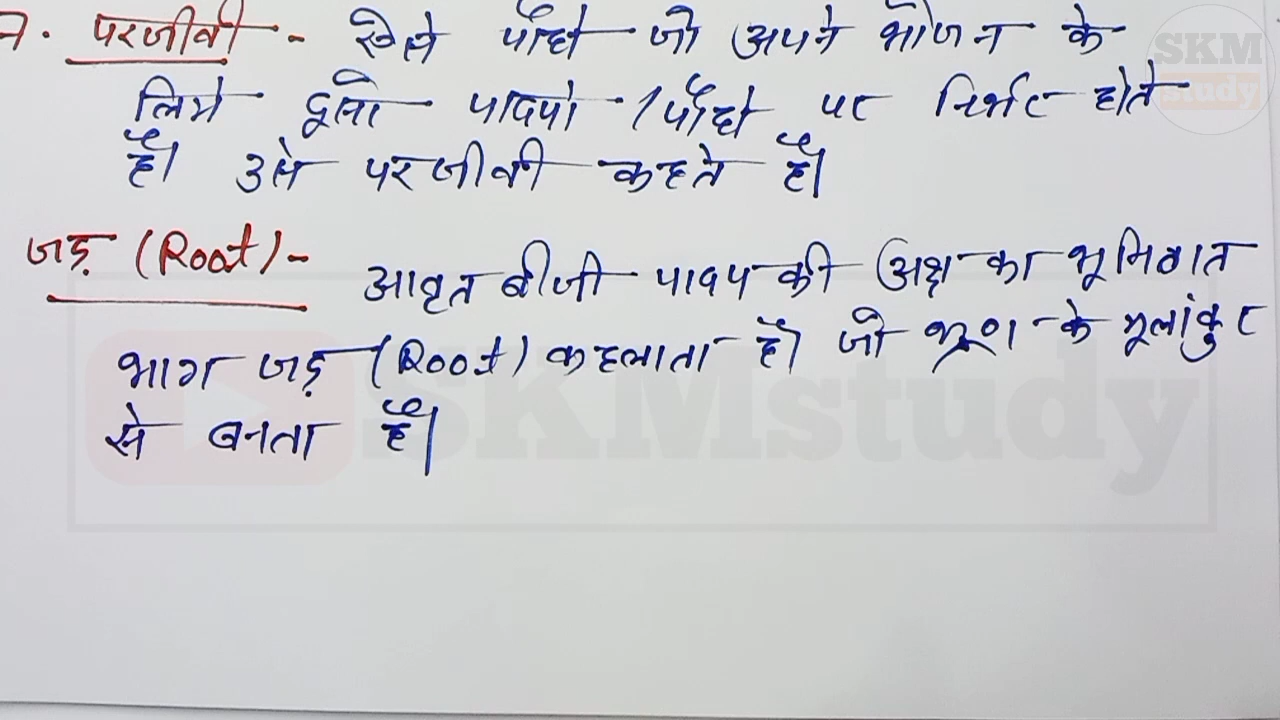 7. परजीवी - ऐसे पौधे जो अपने भोजन के
SKM
study
लिये दूसरे पादपों / पौधों पर निर्भर होते
है। उसे परजीवी कहते हैं।
जड़ (Root) - आवृत बीजी पादप की अक्ष का भूमिगत
भाग जड़ (Root) कहलाता है। जो भ्रूण के मूलांकुर
से बनता है।
SKMstudy